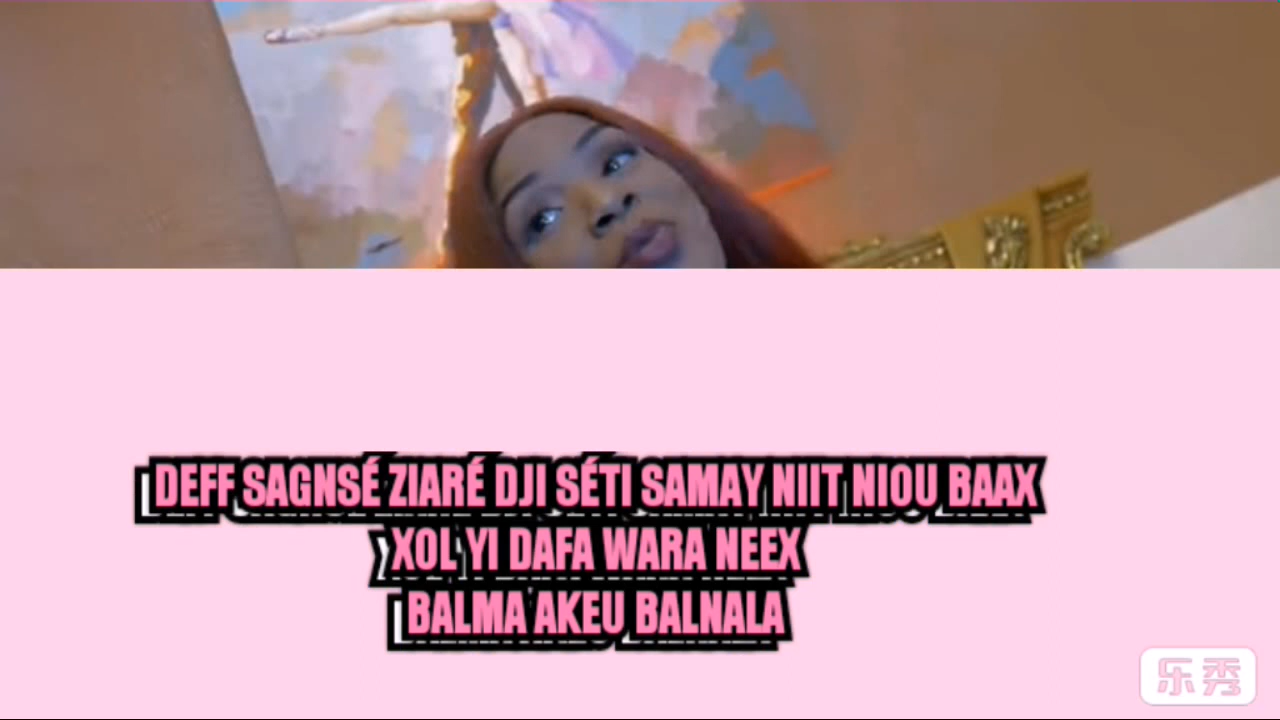 DEFF SAGNSÉ ZIARÉ DJI SÉTI SAMAY NIIT NIOU BAAX
XOL YI DAFA WARA NEEX
BALMA AKEU BALNALA
乐秀